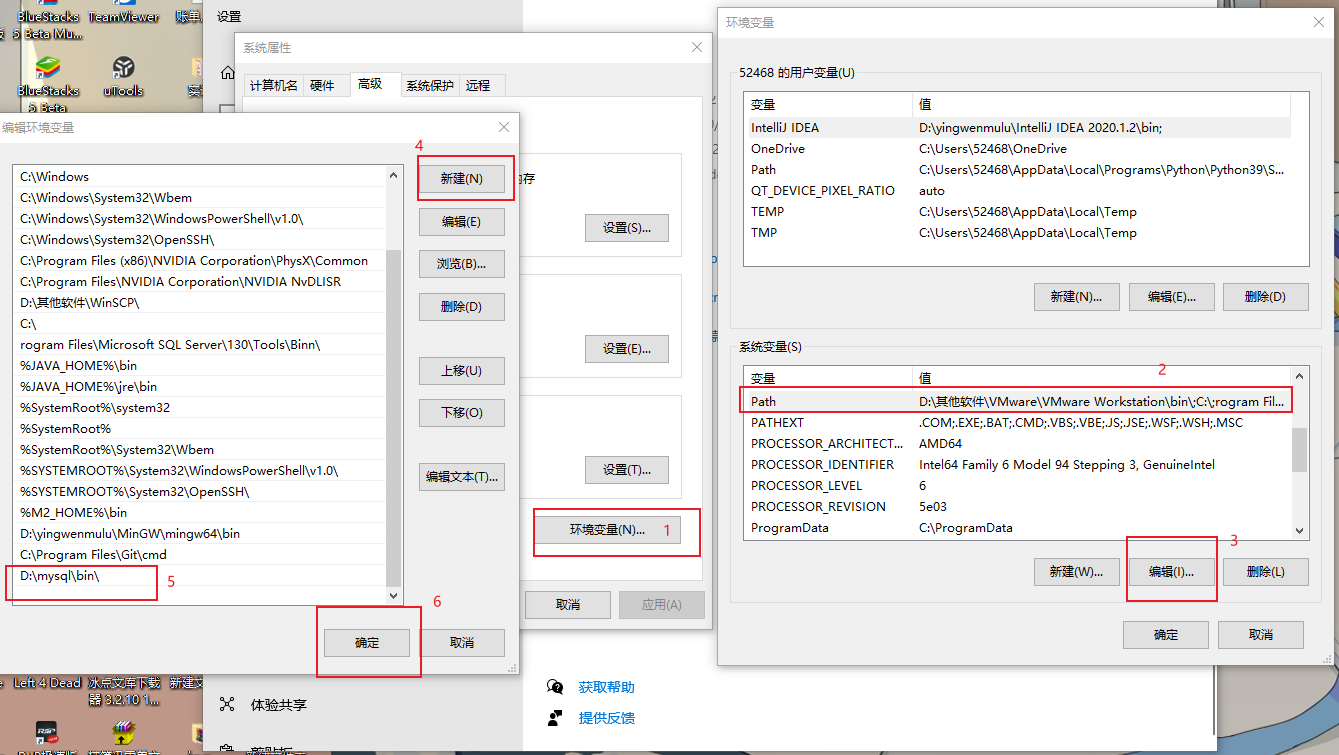 BlueStacks
5 Beta Mu...
TeamViewer
账单
BlueStacks
5 Beta
uTools
设置
系统属性
计算机名
硬件
高级
系统保护
远程
内存
设置(S)...
设置(E)...
设置(T)...
环境变量(N)...
1
取消
应用(A)
编辑环境变量
C:\Windows
C:\Windows\System32\Wbem
C:\Windows\System32\WindowsPowerShell\v1.0\
C:\Windows\System32\OpenSSH\
C:\Program Files (x86)\NVIDIA Corporation\PhysX\Common
C:\Program Files\NVIDIA Corporation\NVIDIA NvDLISR
D:\其他软件\WinSCP\
C:\
rogram Files\Microsoft SQL Server\130\Tools\Binn\
%JAVA_HOME%\bin
%JAVA_HOME%\jre\bin
%SystemRoot%\system32
%SystemRoot%
%SystemRoot%\System32\Wbem
%SYSTEMROOT%\System32\WindowsPowerShell\v1.0\
%SYSTEMROOT%\System32\OpenSSH\
%M2_HOME%\bin
D:\yingwenmulu\MinGW\mingw64\bin
C:\Program Files\Git\cmd
D:\mysql\bin\
5
4
新建(N)
编辑(E)
浏览(B)...
删除(D)
上移(U)
下移(O)
编辑文本(T)...
6
确定
取消
环境变量
52468 的用户变量(U)
变量 值
IntelliJ IDEA D:\yingwenmulu\IntelliJ IDEA 2020.1.2\bin;
OneDrive C:\Users\52468\OneDrive
Path C:\Users\52468\AppData\Local\Programs\Python\Python39\S...
QT_DEVICE_PIXEL_RATIO auto
TEMP C:\Users\52468\AppData\Local\Temp
TMP C:\Users\52468\AppData\Local\Temp
新建(N)...
编辑(E)...
删除(D)
系统变量(S)
2
变量 值
Path D:\其他软件\VMware\VMware Workstation\bin\;C:\;rogram Fil...
PATHEXT .COM;.EXE;.BAT;.CMD;.VBS;.VBE;.JS;.JSE;.WSF;.WSH;.MSC
PROCESSOR_ARCHITECT... AMD64
PROCESSOR_IDENTIFIER Intel64 Family 6 Model 94 Stepping 3, GenuineIntel
PROCESSOR_LEVEL 6
PROCESSOR_REVISION 5e03
ProgramData C:\ProgramData
3
新建(W)...
编辑(I)...
删除(L)
确定
取消
Left 4 Dead
冰点文库下载
器 3.2.10 1...
新建文
体验共享
获取帮助
提供反馈